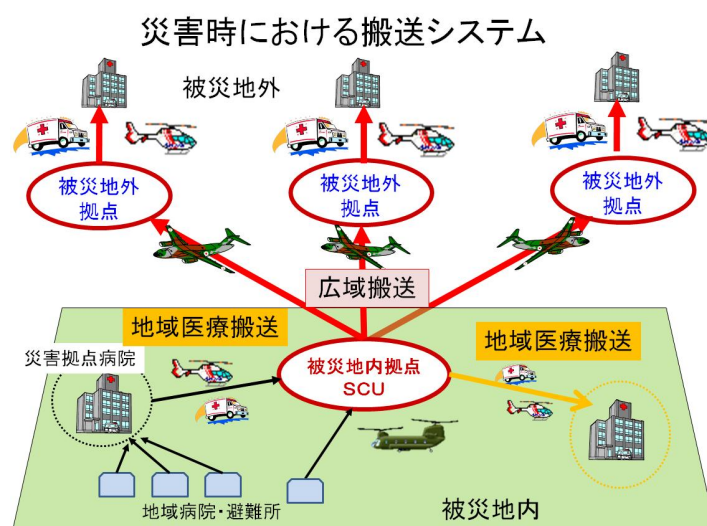 災害時における搬送システム
被災地外
被災地外
拠点
被災地外
拠点
被災地外
拠点
広域搬送
地域医療搬送
地域医療搬送
災害拠点病院
被災地内拠点
SCU
地域病院・避難所
被災地内